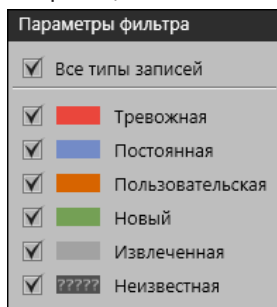 Параметры фильтра
Все типы записей
Тревожная
Постоянная
Пользовательская
Новый
Извлеченная
????? Неизвестная